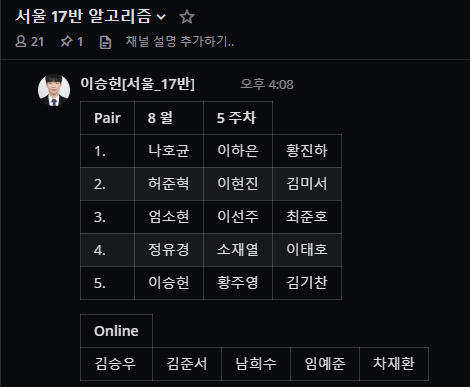 서울 17반 알고리즘
21 1 채널 설명 추가하기..
이승헌[서울_17반] 오후 4:08
Pair 8 월 5 주차
1. 나호균 이하은 황진하
2. 허준혁 이현진 김미서
3. 엄소현 이선주 최준호
4. 정유경 소재열 이태호
5. 이승헌 황주영 김기찬
Online
김승우 김준서 남희수 임예준 차재환